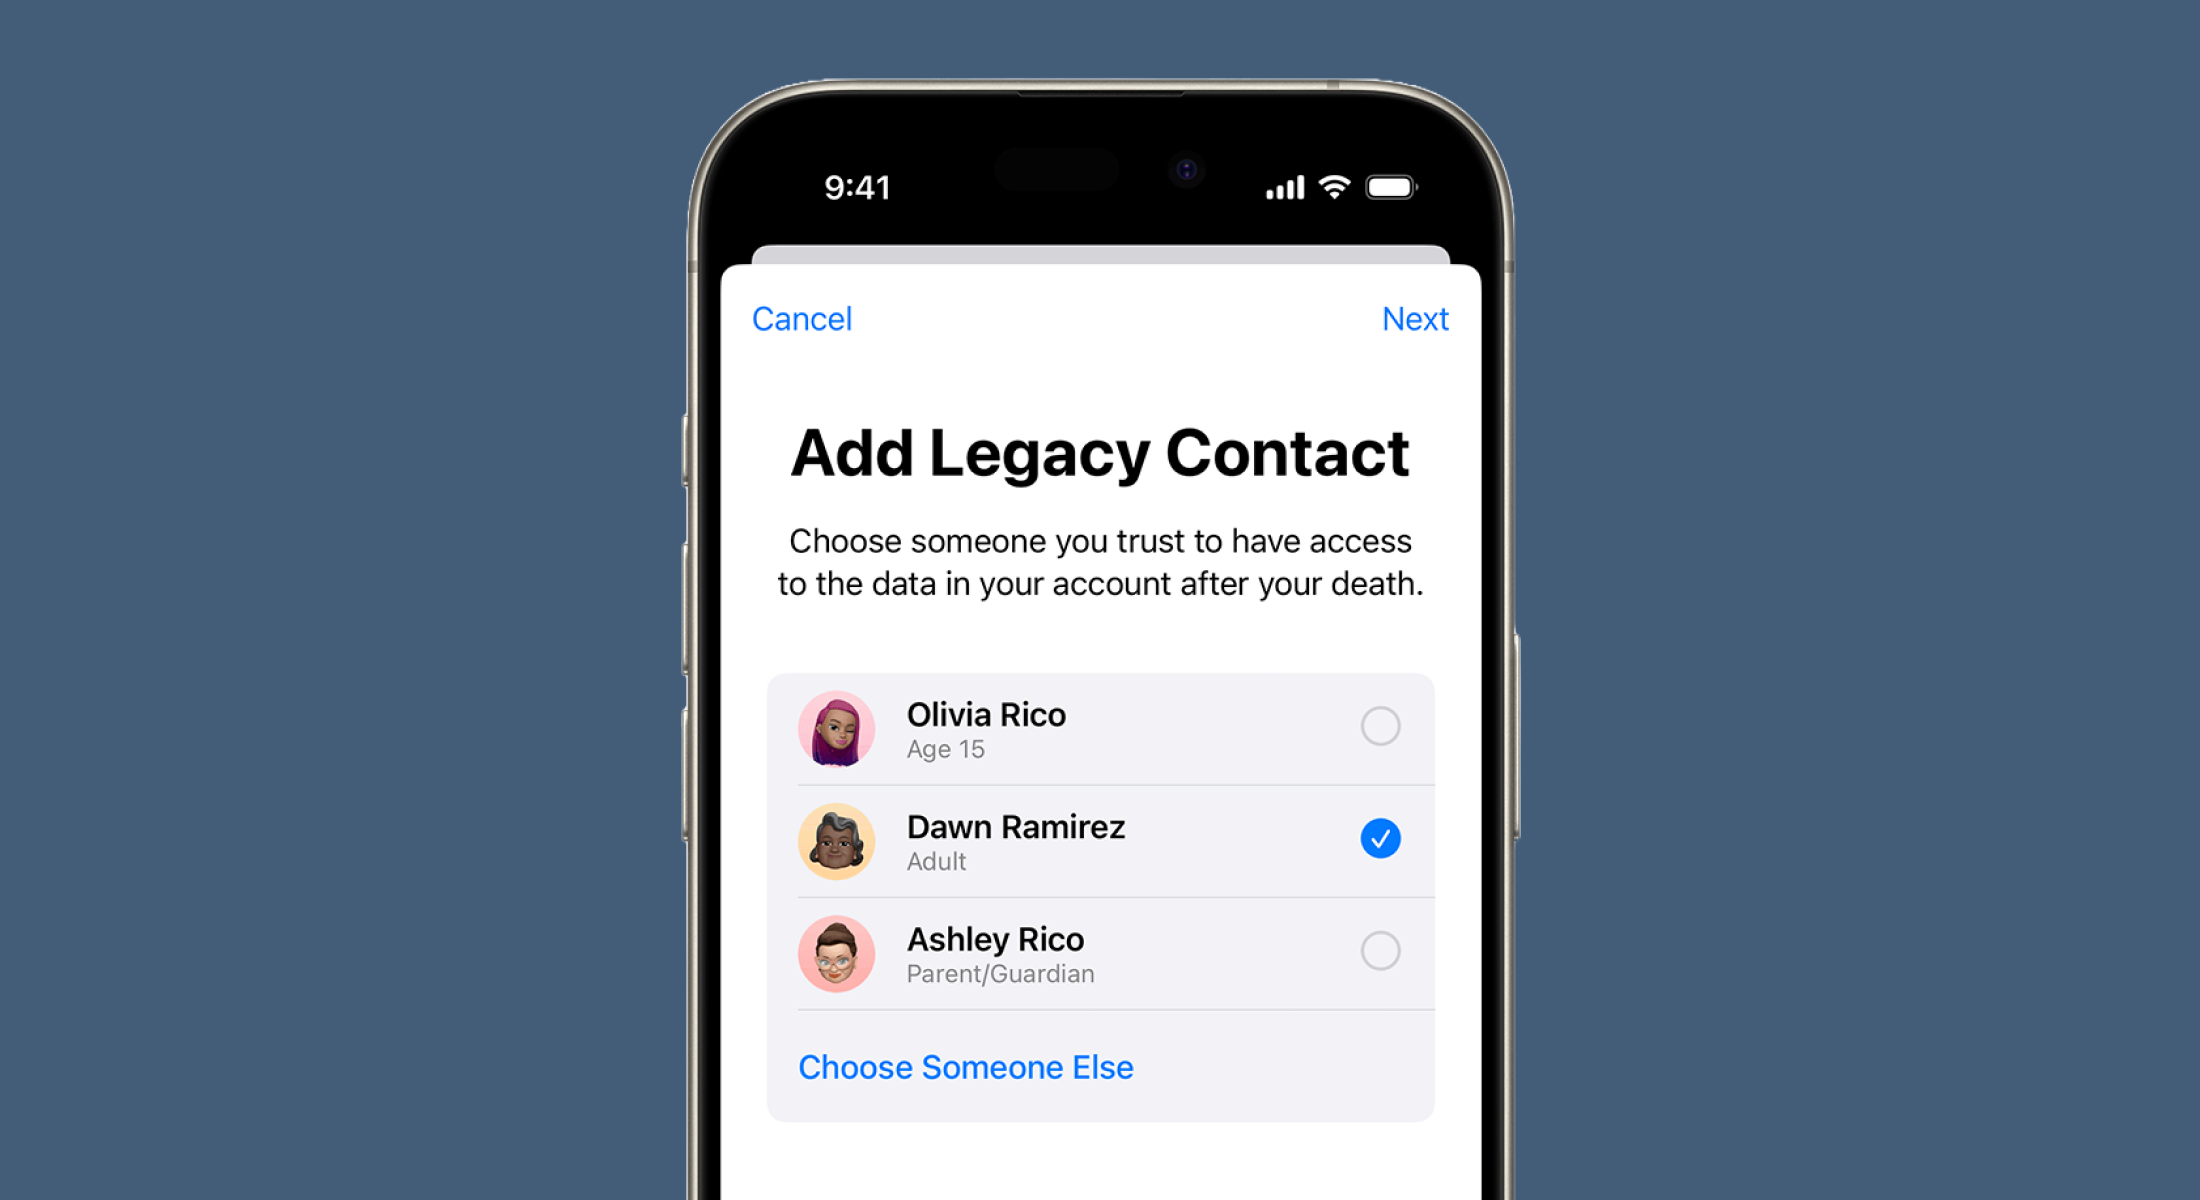 9:41
Cancel
Next
Add Legacy Contact
Choose someone you trust to have access
to the data in your account after your death.
Olivia Rico
Age 15
Dawn Ramirez
Adult
Ashley Rico
Parent/Guardian
Choose Someone Else